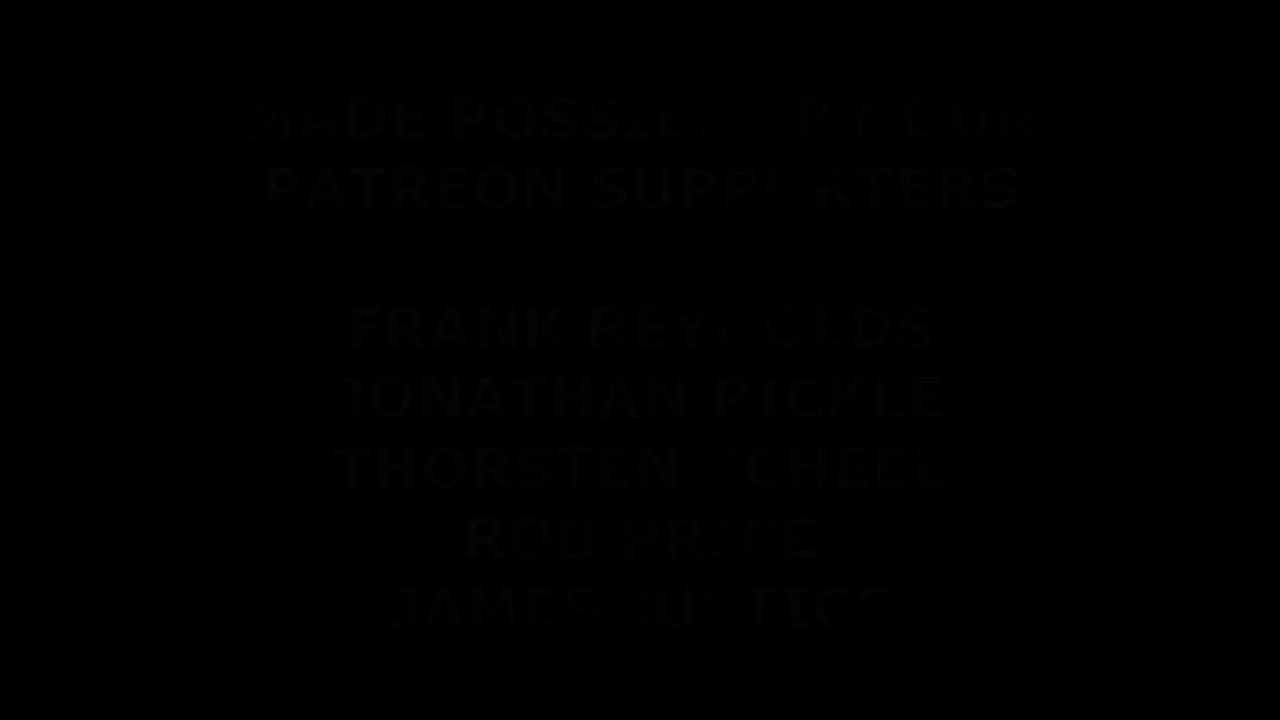 MADE POSSIBLE BY OUR
PATREON SUPPORTERS
FRANK REYNOLDS
JONATHAN PICKLE
THORSTEN SCHEEL
ROB PRICE
JAMES JUSTICE